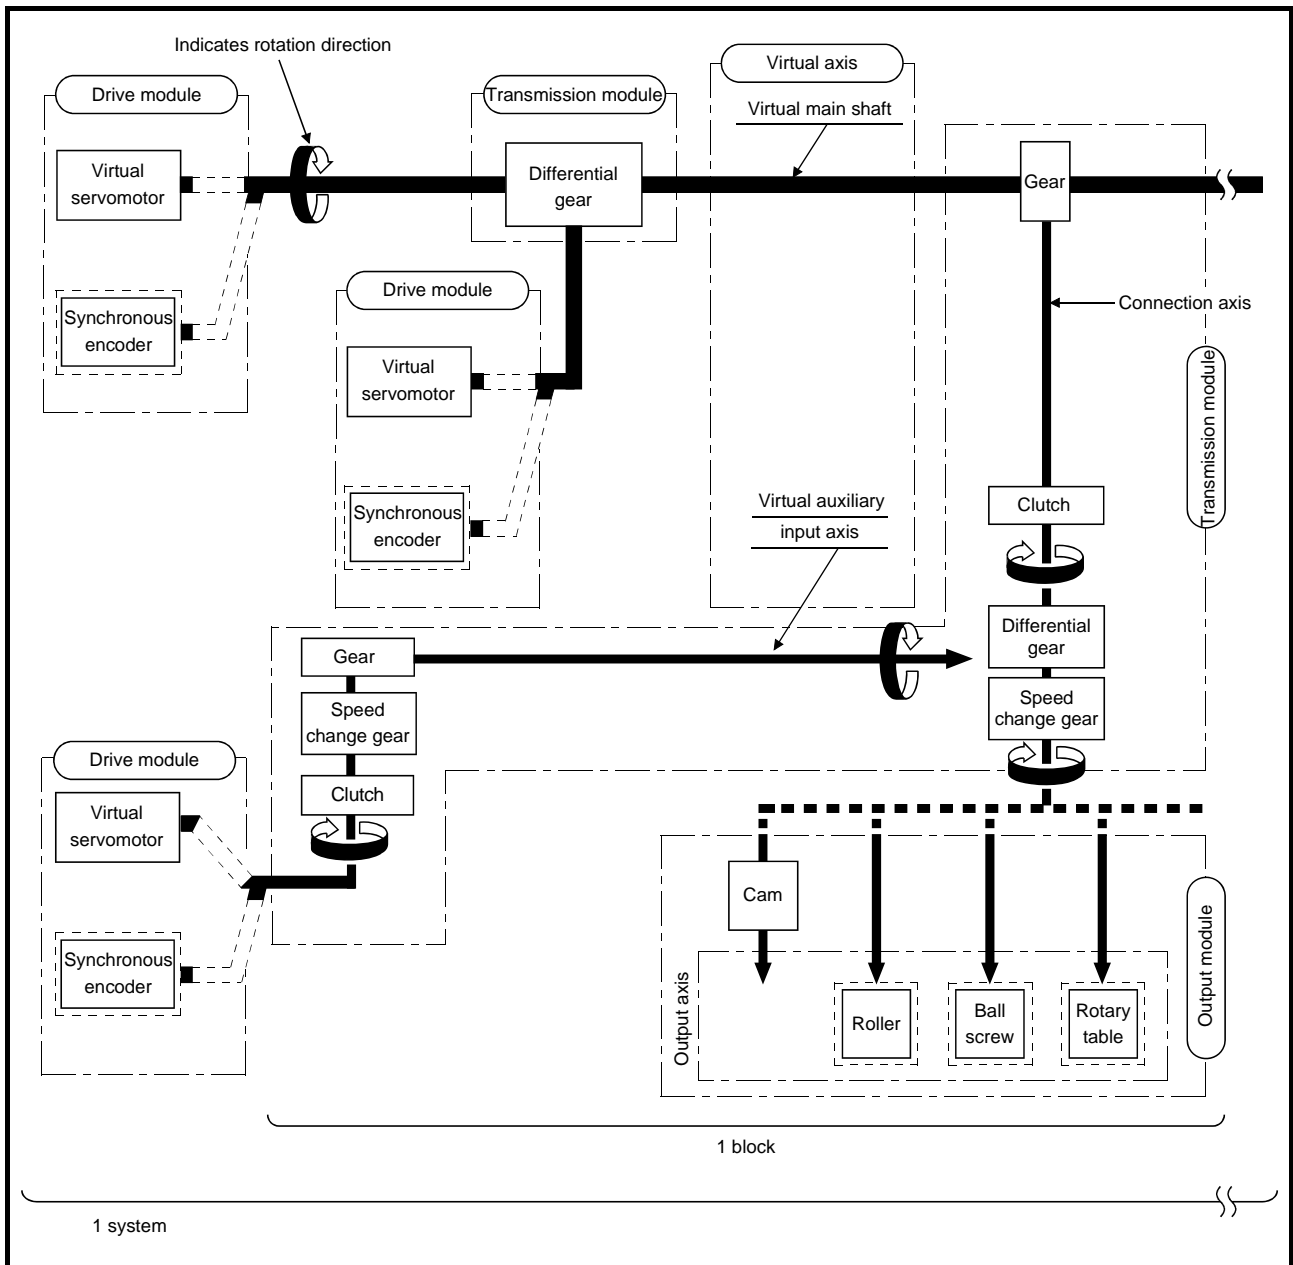 Indicates rotation direction
Drive module
Transmission module
Virtual axis
Virtual main shaft
Virtual
servomotor
Differential
gear
Gear
Synchronous
encoder
Drive module
Connection axis
Virtual
servomotor
Transmission module
Synchronous
encoder
Virtual auxiliary
input axis
Clutch
Differential
gear
Gear
Speed
change gear
Speed
change gear
Drive module
Clutch
Virtual
servomotor
Cam
Synchronous
encoder
Output module
Output axis
Roller
Ball
screw
Rotary
table
1 block
1 system